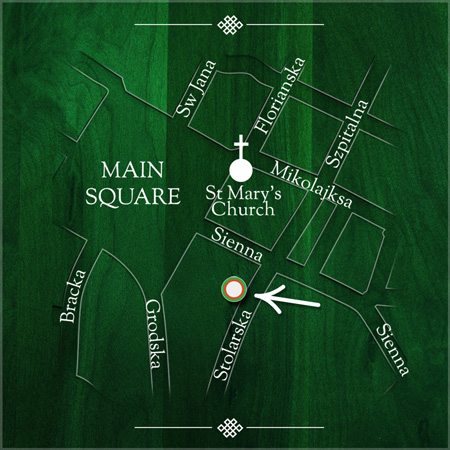 Sw Jana
Florianska
Szpitalna
MAIN
SQUARE
St Mary's
Church
Mikolajksa
Sienna
Bracka
Grodska
Stolarska
Sienna